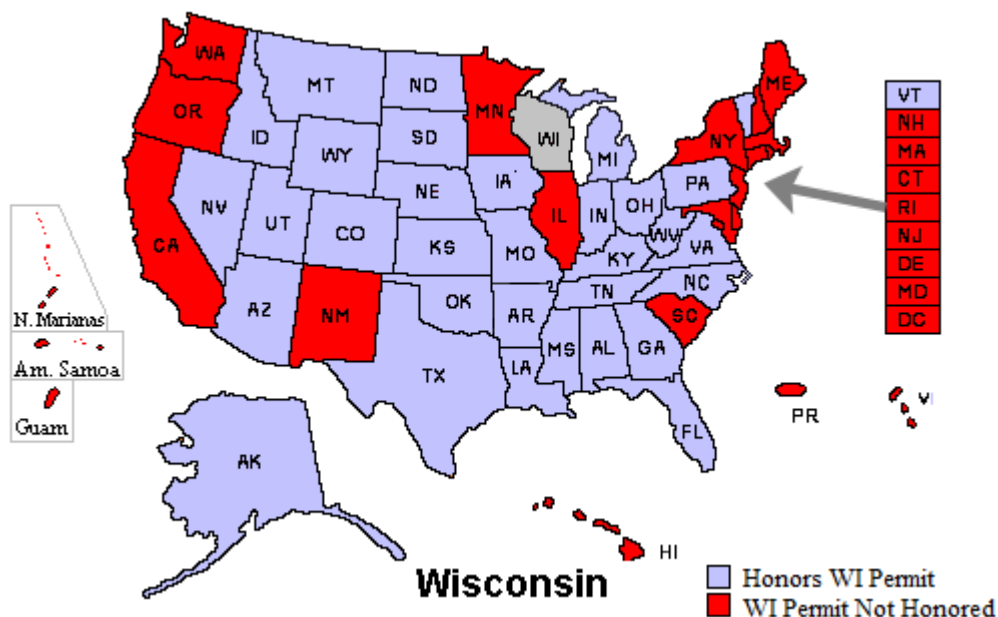 WA
MT
ND
MN
ME
VT
OR
ID
SD
WI
NY
NH
WY
MI
MA
NV
NE
IA
PA
CT
UT
CO
IL
IN
OH
RI
CA
KS
MO
WV
VA
NJ
KY
DE
AZ
NM
OK
AR
TN
NC
MD
N. Marianas
SC
DC
MS
AL
GA
Am. Samoa
TX
LA
Guam
PR
VI
FL
AK
HI
Wisconsin
Honors WI Permit
WI Permit Not Honored